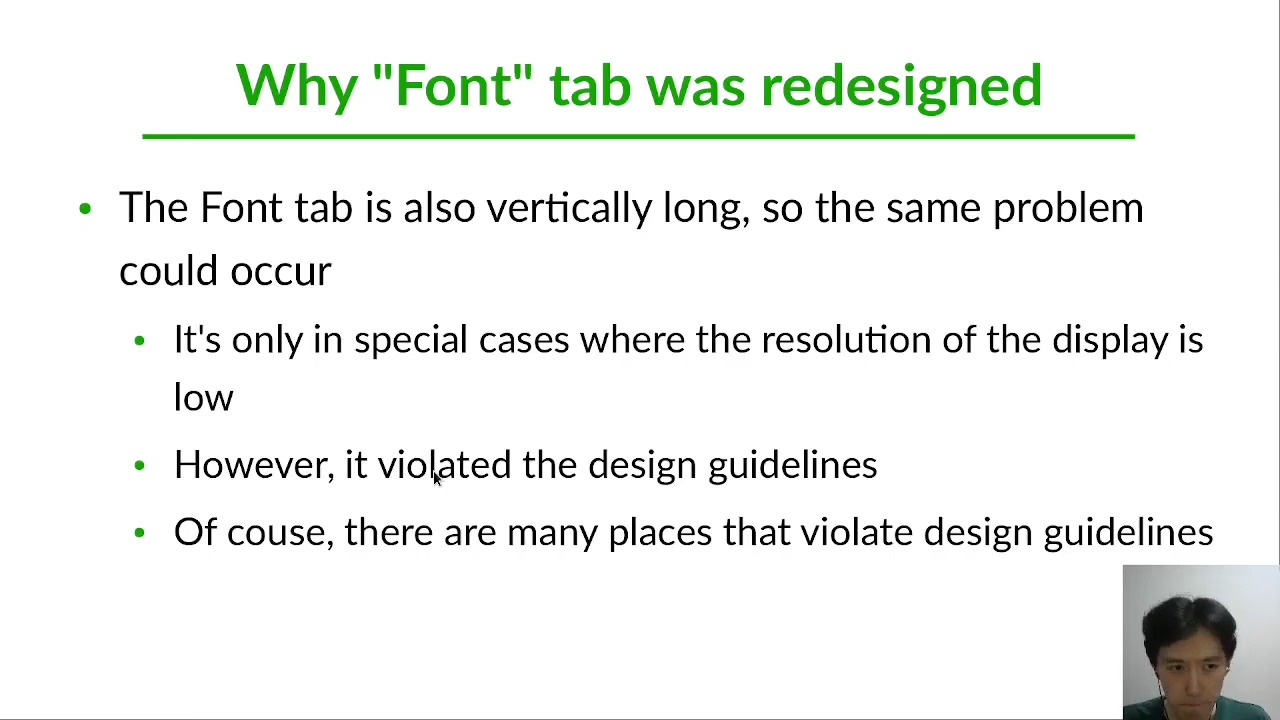 Why "Font" tab was redesigned
• The Font tab is also vertically long, so the same problem
could occur
• It's only in special cases where the resolution of the display is
low
• However, it violated the design guidelines
• Of couse, there are many places that violate design guidelines